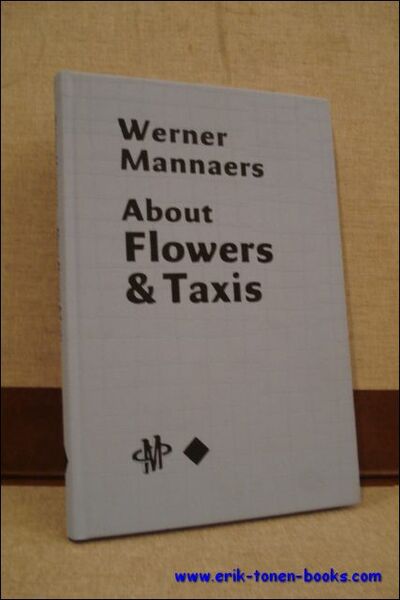 Werner
Mannaers
About
Flowers
& Taxis
www.erik-tonen-books.com